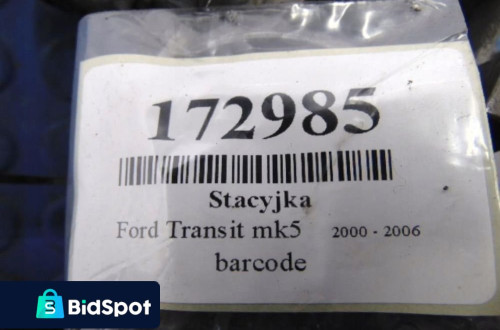 172985
Stacyjka
Ford Transit mk5 2000 - 2006
barcode
S BidSpot